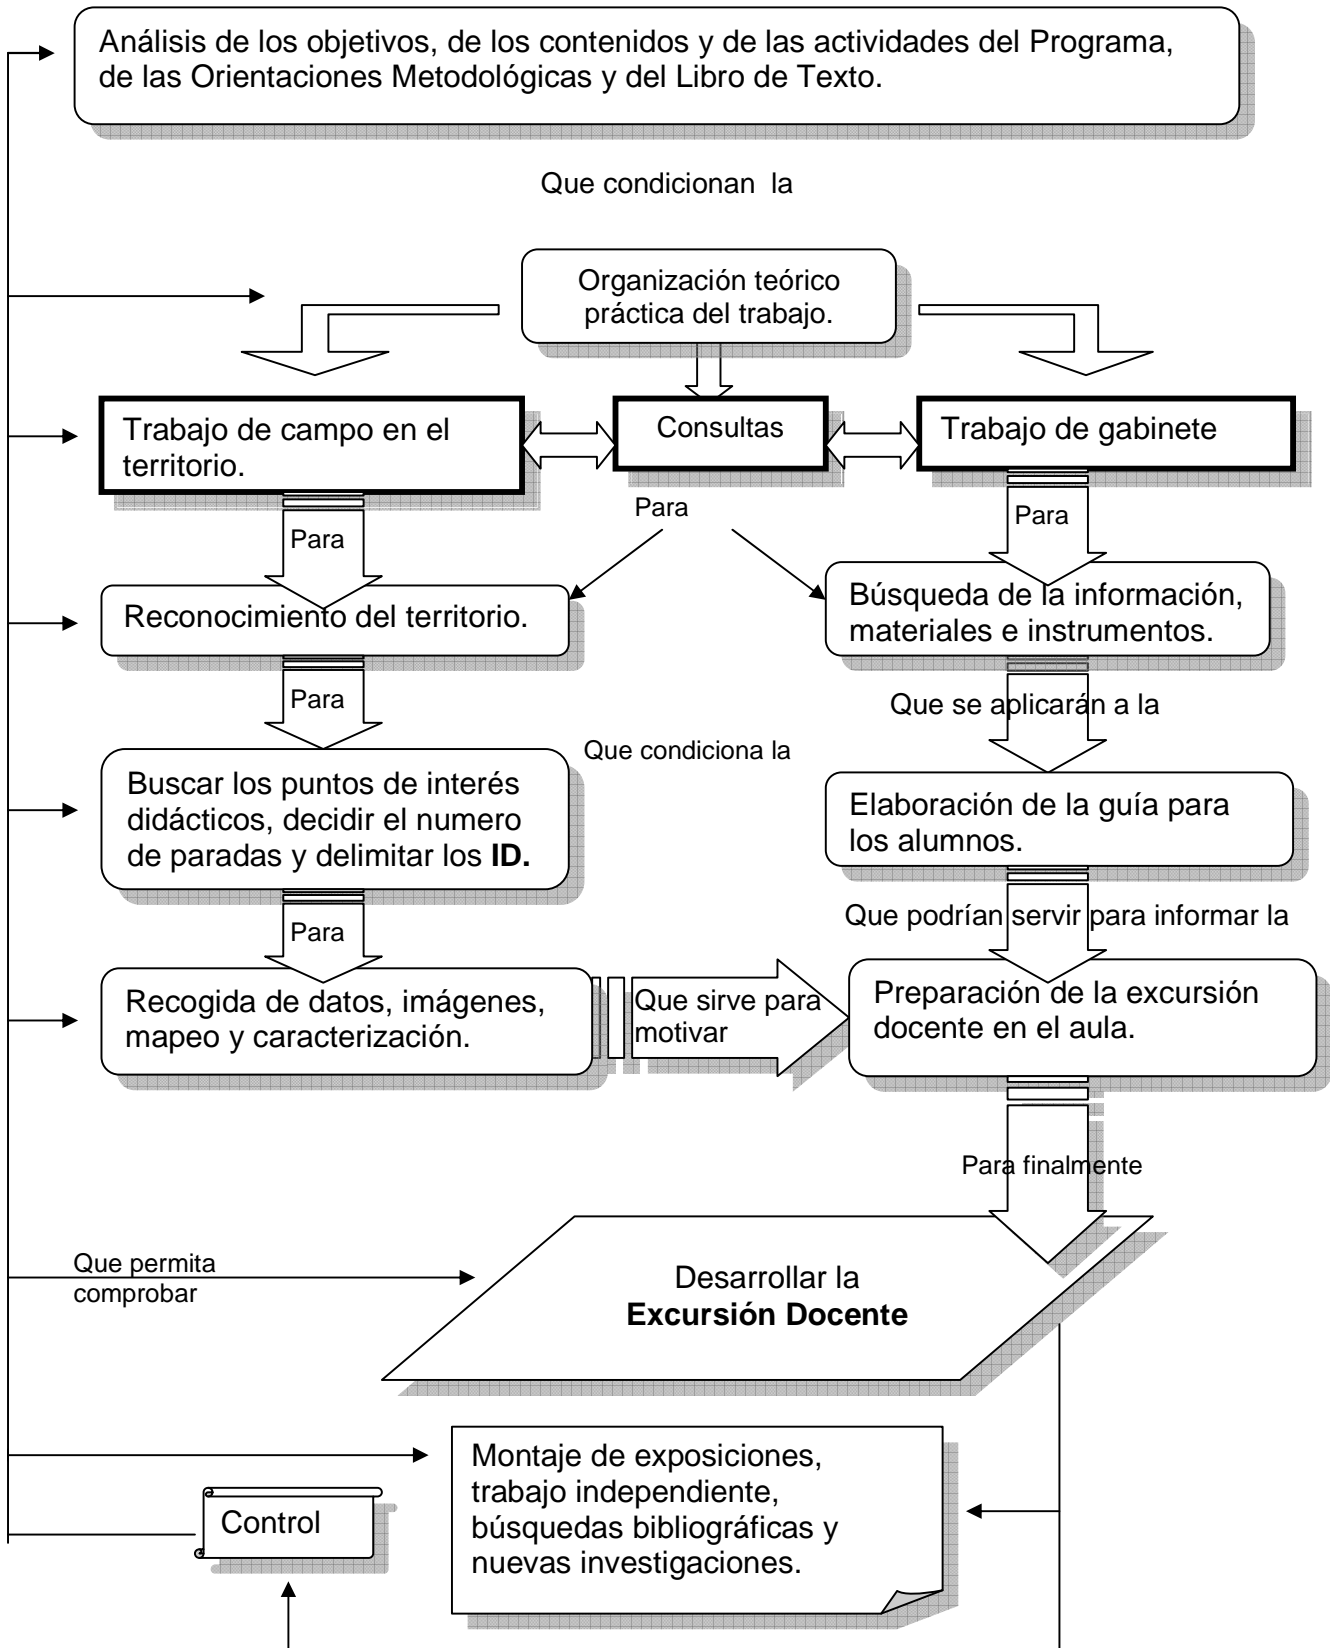 Análisis de los objetivos, de los contenidos y de las actividades del Programa,
de las Orientaciones Metodológicas y del Libro de Texto.
Que condicionan la
Organización teórico
práctica del trabajo.
Trabajo de campo en el
territorio.
Consultas
Trabajo de gabinete
Para
Para
Para
Reconocimiento del territorio.
Búsqueda de la información,
materiales e instrumentos.
Para
Que se aplicarán a la
Que condiciona la
Buscar los puntos de interés
didácticos, decidir el numero
de paradas y delimitar los ID.
Elaboración de la guía para
los alumnos.
Para
Que podrían servir para informar la
Recogida de datos, imágenes,
mapeo y caracterización.
Que sirve para
motivar
Preparación de la excursión
docente en el aula.
Para finalmente
Que permita
comprobar
Desarrollar la
Excursión Docente
Montaje de exposiciones,
trabajo independiente,
búsquedas bibliográficas y
nuevas investigaciones.
Control